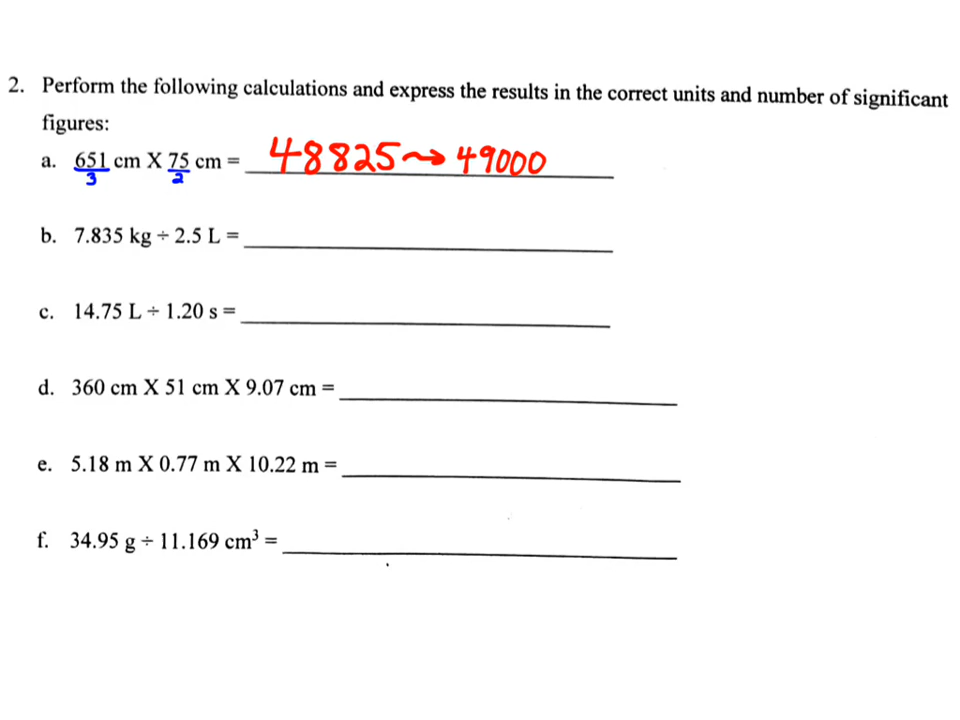 2. Perform the following calculations and express the results in the correct units and number of significant
figures:
a. 651 cm X 75 cm = 48825 → 49000
3 2
b. 7.835 kg ÷ 2.5 L =
c. 14.75 L ÷ 1.20 s =
d. 360 cm X 51 cm X 9.07 cm =
e. 5.18 m X 0.77 m X 10.22 m =
f. 34.95 g ÷ 11.169 cm³ =